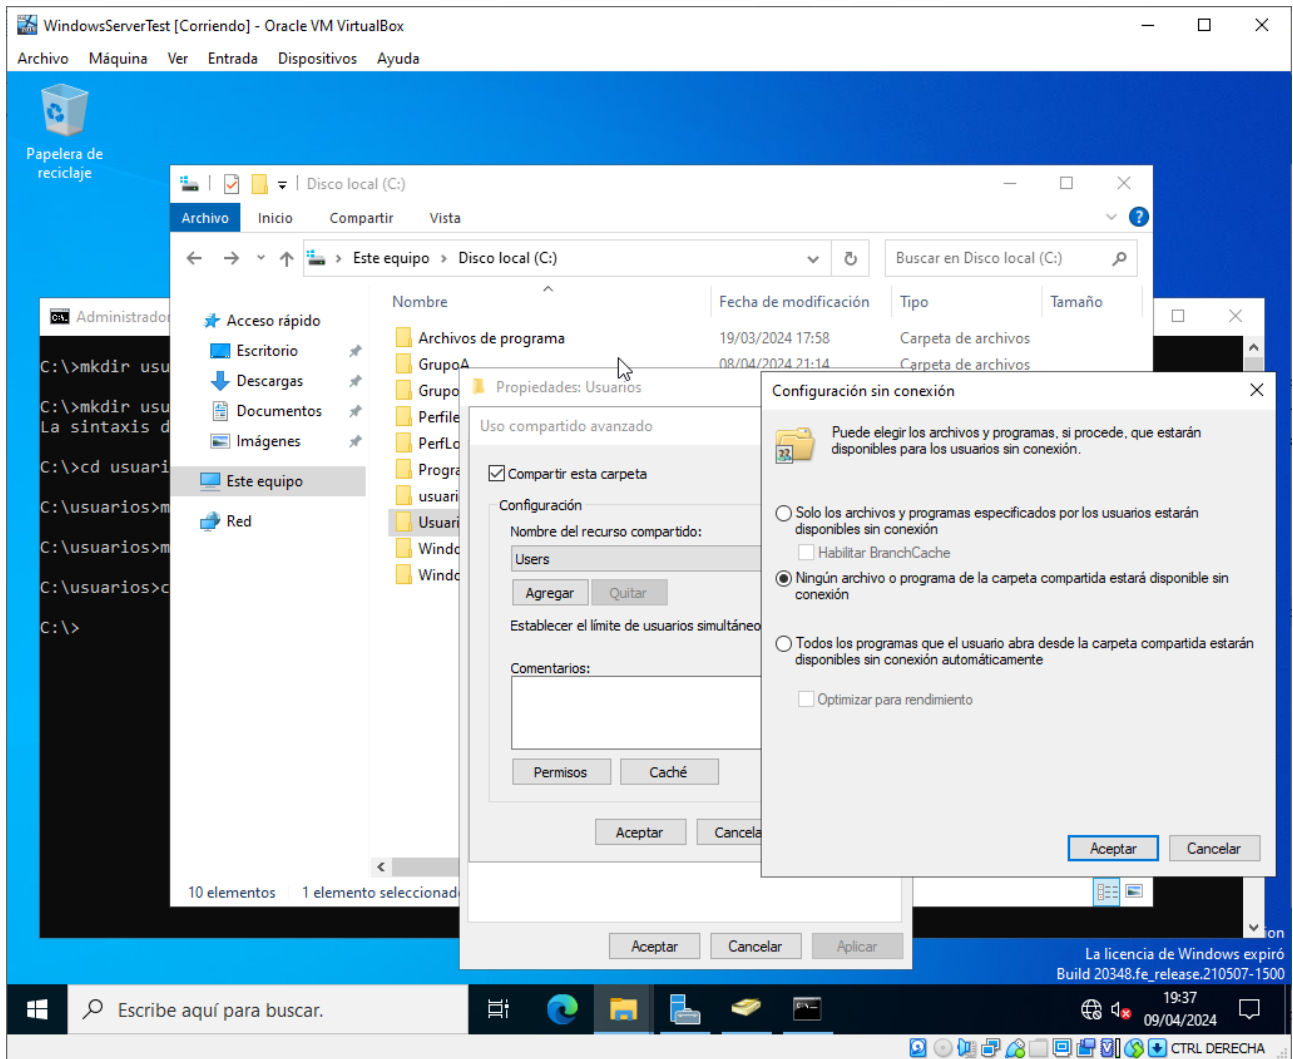 WindowsServerTest [Corriendo] - Oracle VM VirtualBox
Archivo Máquina Ver Entrada Dispositivos Ayuda
Papelera de
reciclaje
Disco local (C:)
Archivo Inicio Compartir Vista
Este equipo > Disco local (C:)
Buscar en Disco local (C:)
Nombre Fecha de modificación Tipo Tamaño
Acceso rápido
Escritorio
Descargas
Documentos
Imágenes
Este equipo
Red
Archivos de programa 19/03/2024 17:58 Carpeta de archivos
GrupoA 08/04/2024 21:14 Carpeta de archivos
Grupo
Perfile
PerfLo
Progra
usuari
Usuari
Windo
Windo
10 elementos 1 elemento seleccionad
Administrador
C:\>mkdir usu
C:\>mkdir usu
La sintaxis d
C:\>cd usuari
C:\usuarios>m
C:\usuarios>m
C:\usuarios>c
C:\>
Propiedades: Usuarios
Uso compartido avanzado
Compartir esta carpeta
Configuración
Nombre del recurso compartido:
Users
Agregar Quitar
Establecer el límite de usuarios simultáneo
Comentarios:
Permisos Caché
Aceptar Cancela
Aceptar Cancelar Aplicar
Configuración sin conexión
Puede elegir los archivos y programas, si procede, que estarán
disponibles para los usuarios sin conexión.
Solo los archivos y programas especificados por los usuarios estarán
disponibles sin conexión
Habilitar BranchCache
Ningún archivo o programa de la carpeta compartida estará disponible sin
conexión
Todos los programas que el usuario abra desde la carpeta compartida estarán
disponibles sin conexión automáticamente
Optimizar para rendimiento
Aceptar Cancelar
ion
La licencia de Windows expiró
Build 20348.fe_release.210507-1500
Escribe aquí para buscar.
19:37
09/04/2024
CTRL DERECHA